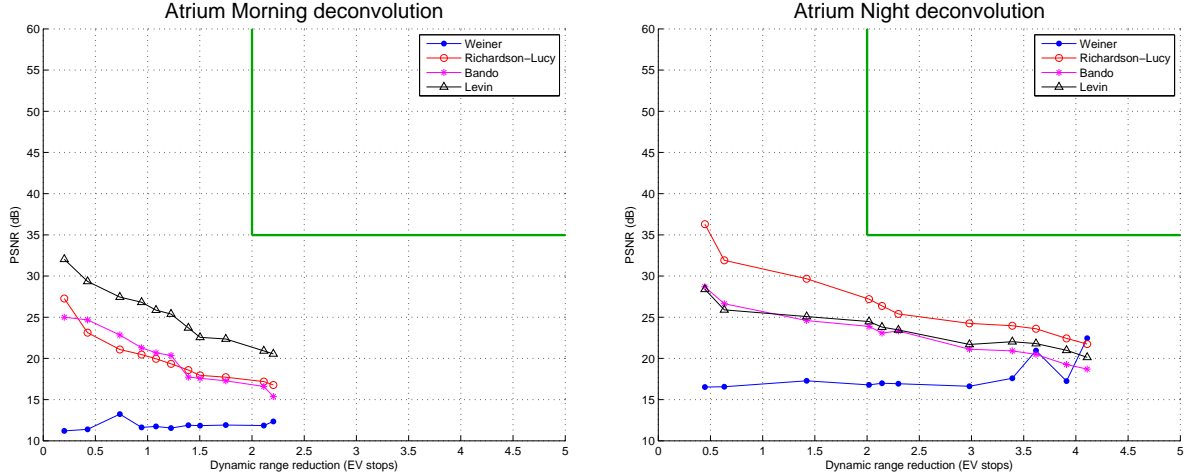 Atrium Morning deconvolution
60
55
50
45
40
35
30
25
20
15
10
PSNR (dB)
0 0.5 1 1.5 2 2.5 3 3.5 4 4.5 5
Dynamic range reduction (EV stops)
Weiner
Richardson−Lucy
Bando
Levin
Atrium Night deconvolution
60
55
50
45
40
35
30
25
20
15
10
PSNR (dB)
0 0.5 1 1.5 2 2.5 3 3.5 4 4.5 5
Dynamic range reduction (EV stops)
Weiner
Richardson−Lucy
Bando
Levin